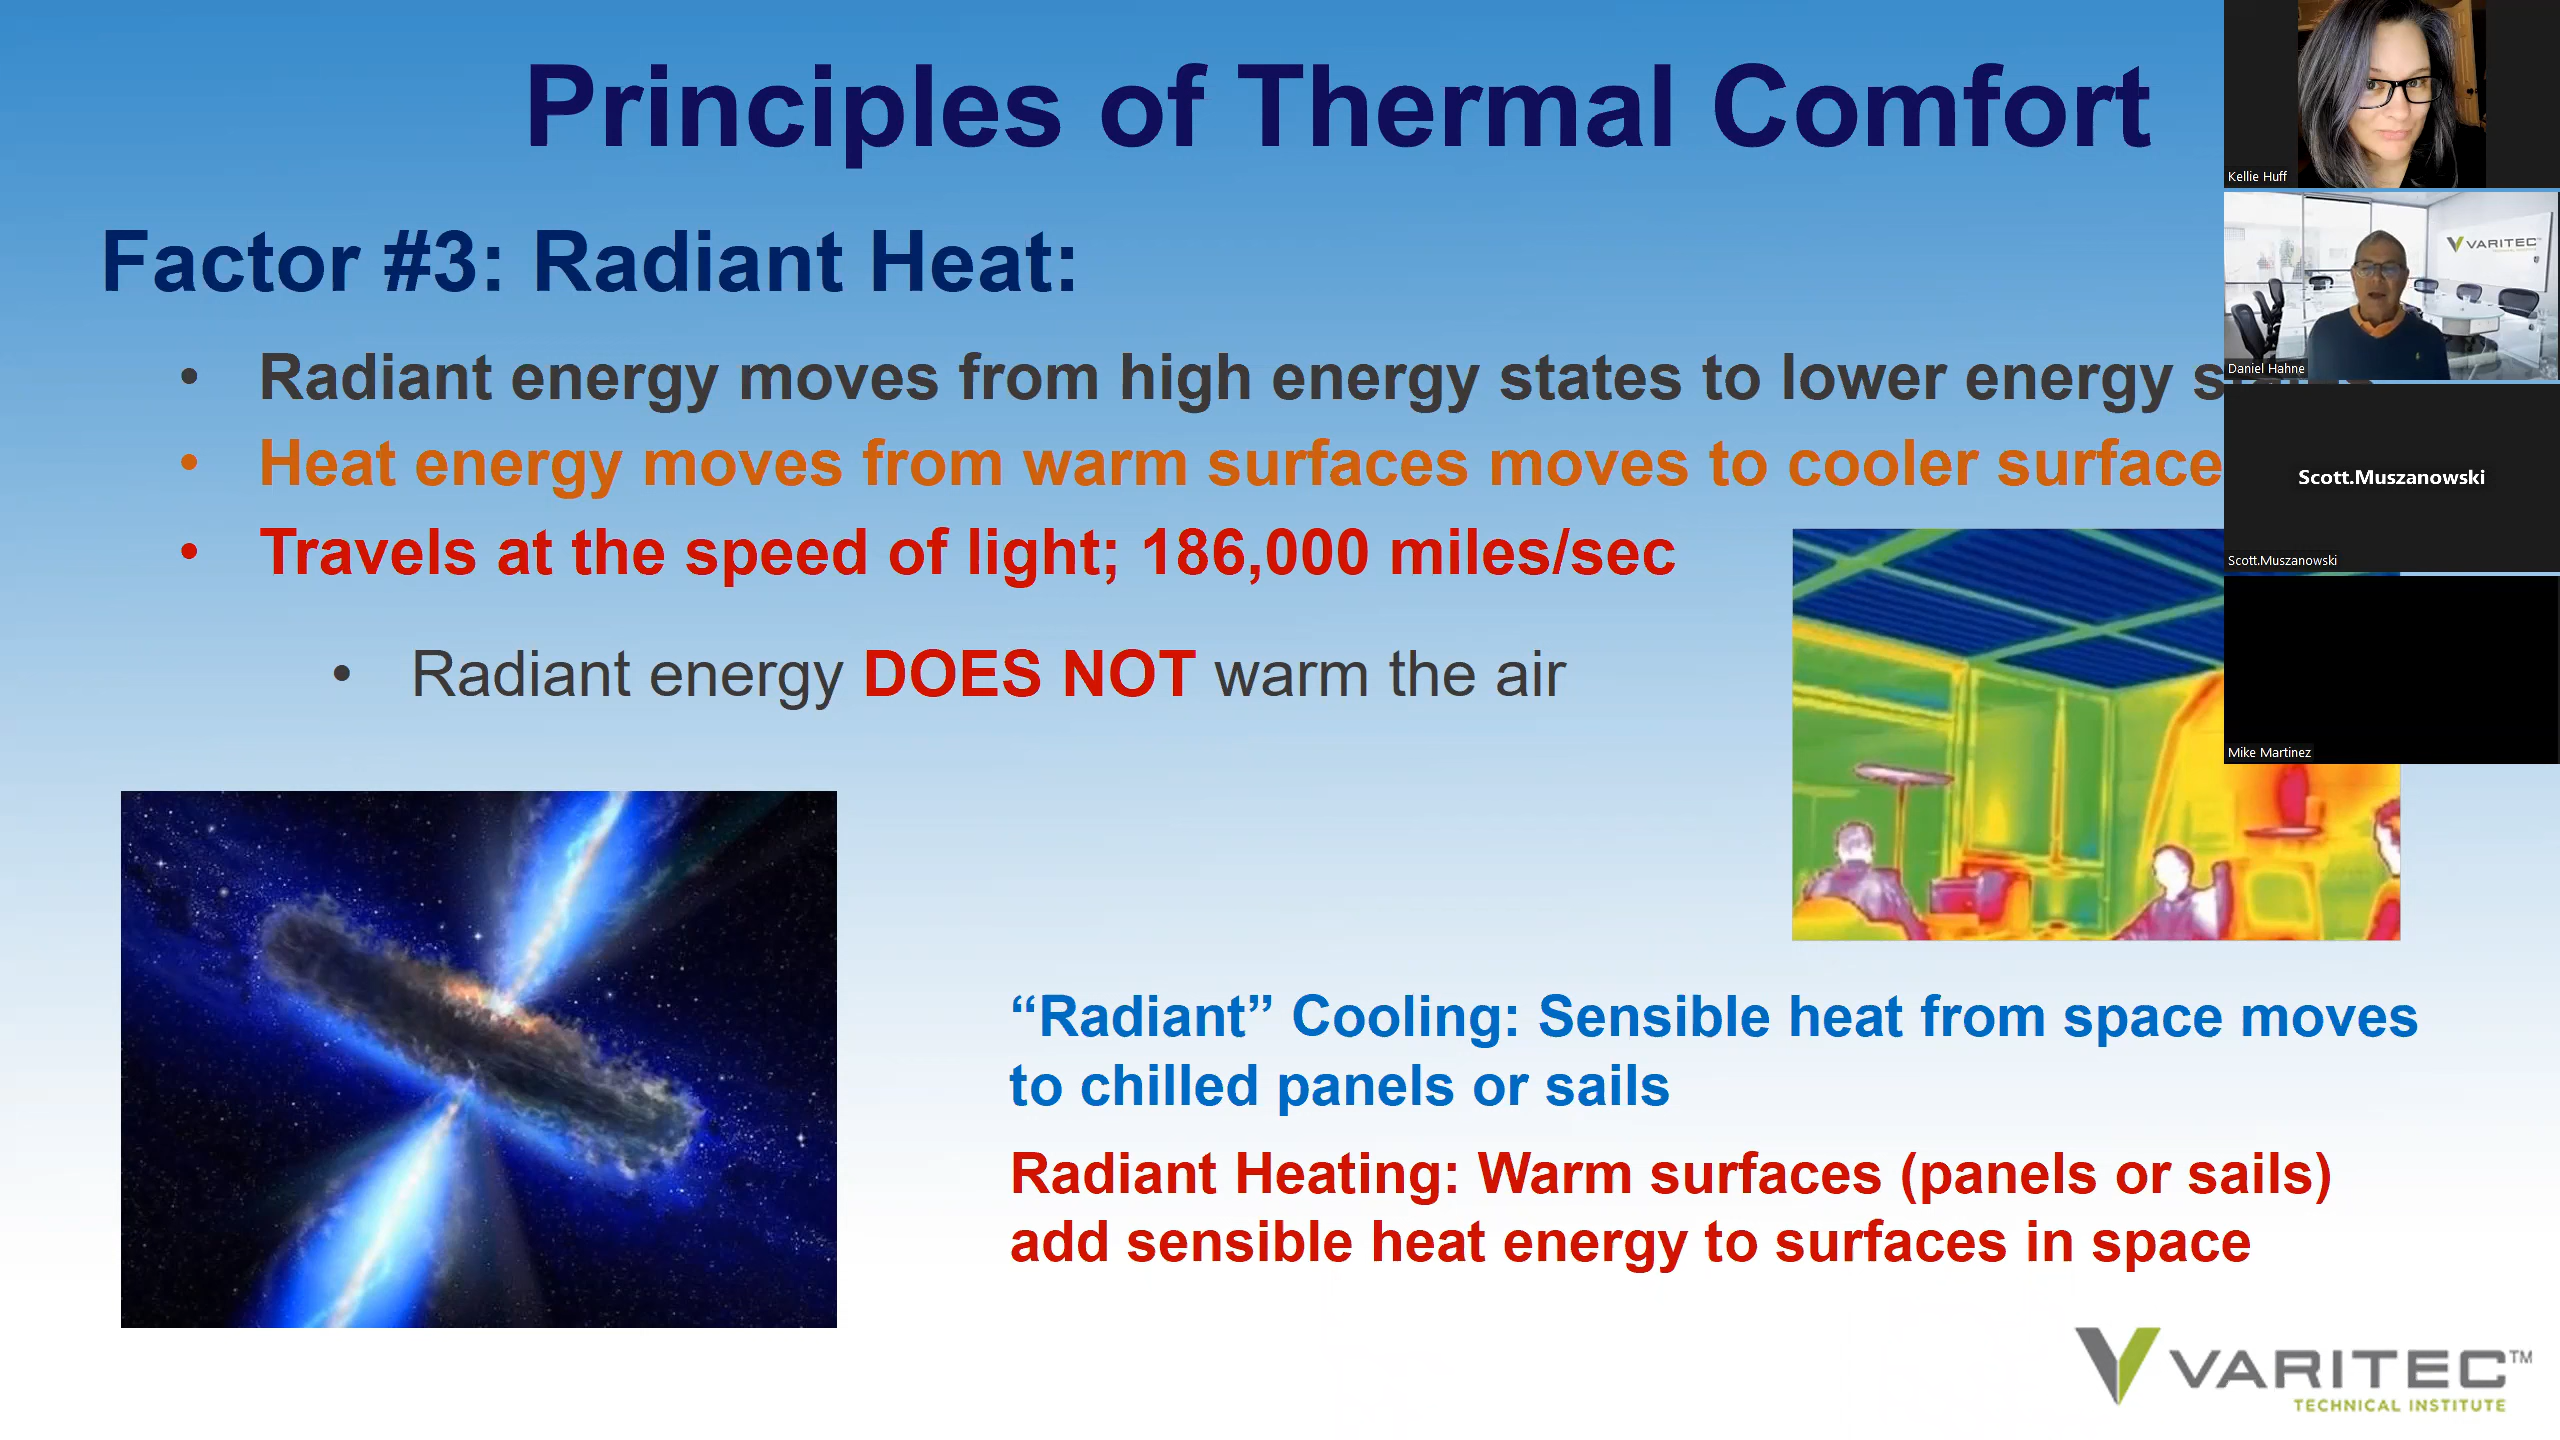 Principles of Thermal Comfort
Factor #3: Radiant Heat:
• Radiant energy moves from high energy states to lower energy
• Heat energy moves from warm surfaces moves to cooler surface
• Travels at the speed of light; 186,000 miles/sec
• Radiant energy DOES NOT warm the air
“Radiant” Cooling: Sensible heat from space moves
to chilled panels or sails
Radiant Heating: Warm surfaces (panels or sails)
add sensible heat energy to surfaces in space
VARITEC™
TECHNICAL INSTITUTE
Kellie Huff
VARITEC
Daniel Hahne
Scott.Muszanowski
Scott.Muszanowski
Mike Martinez